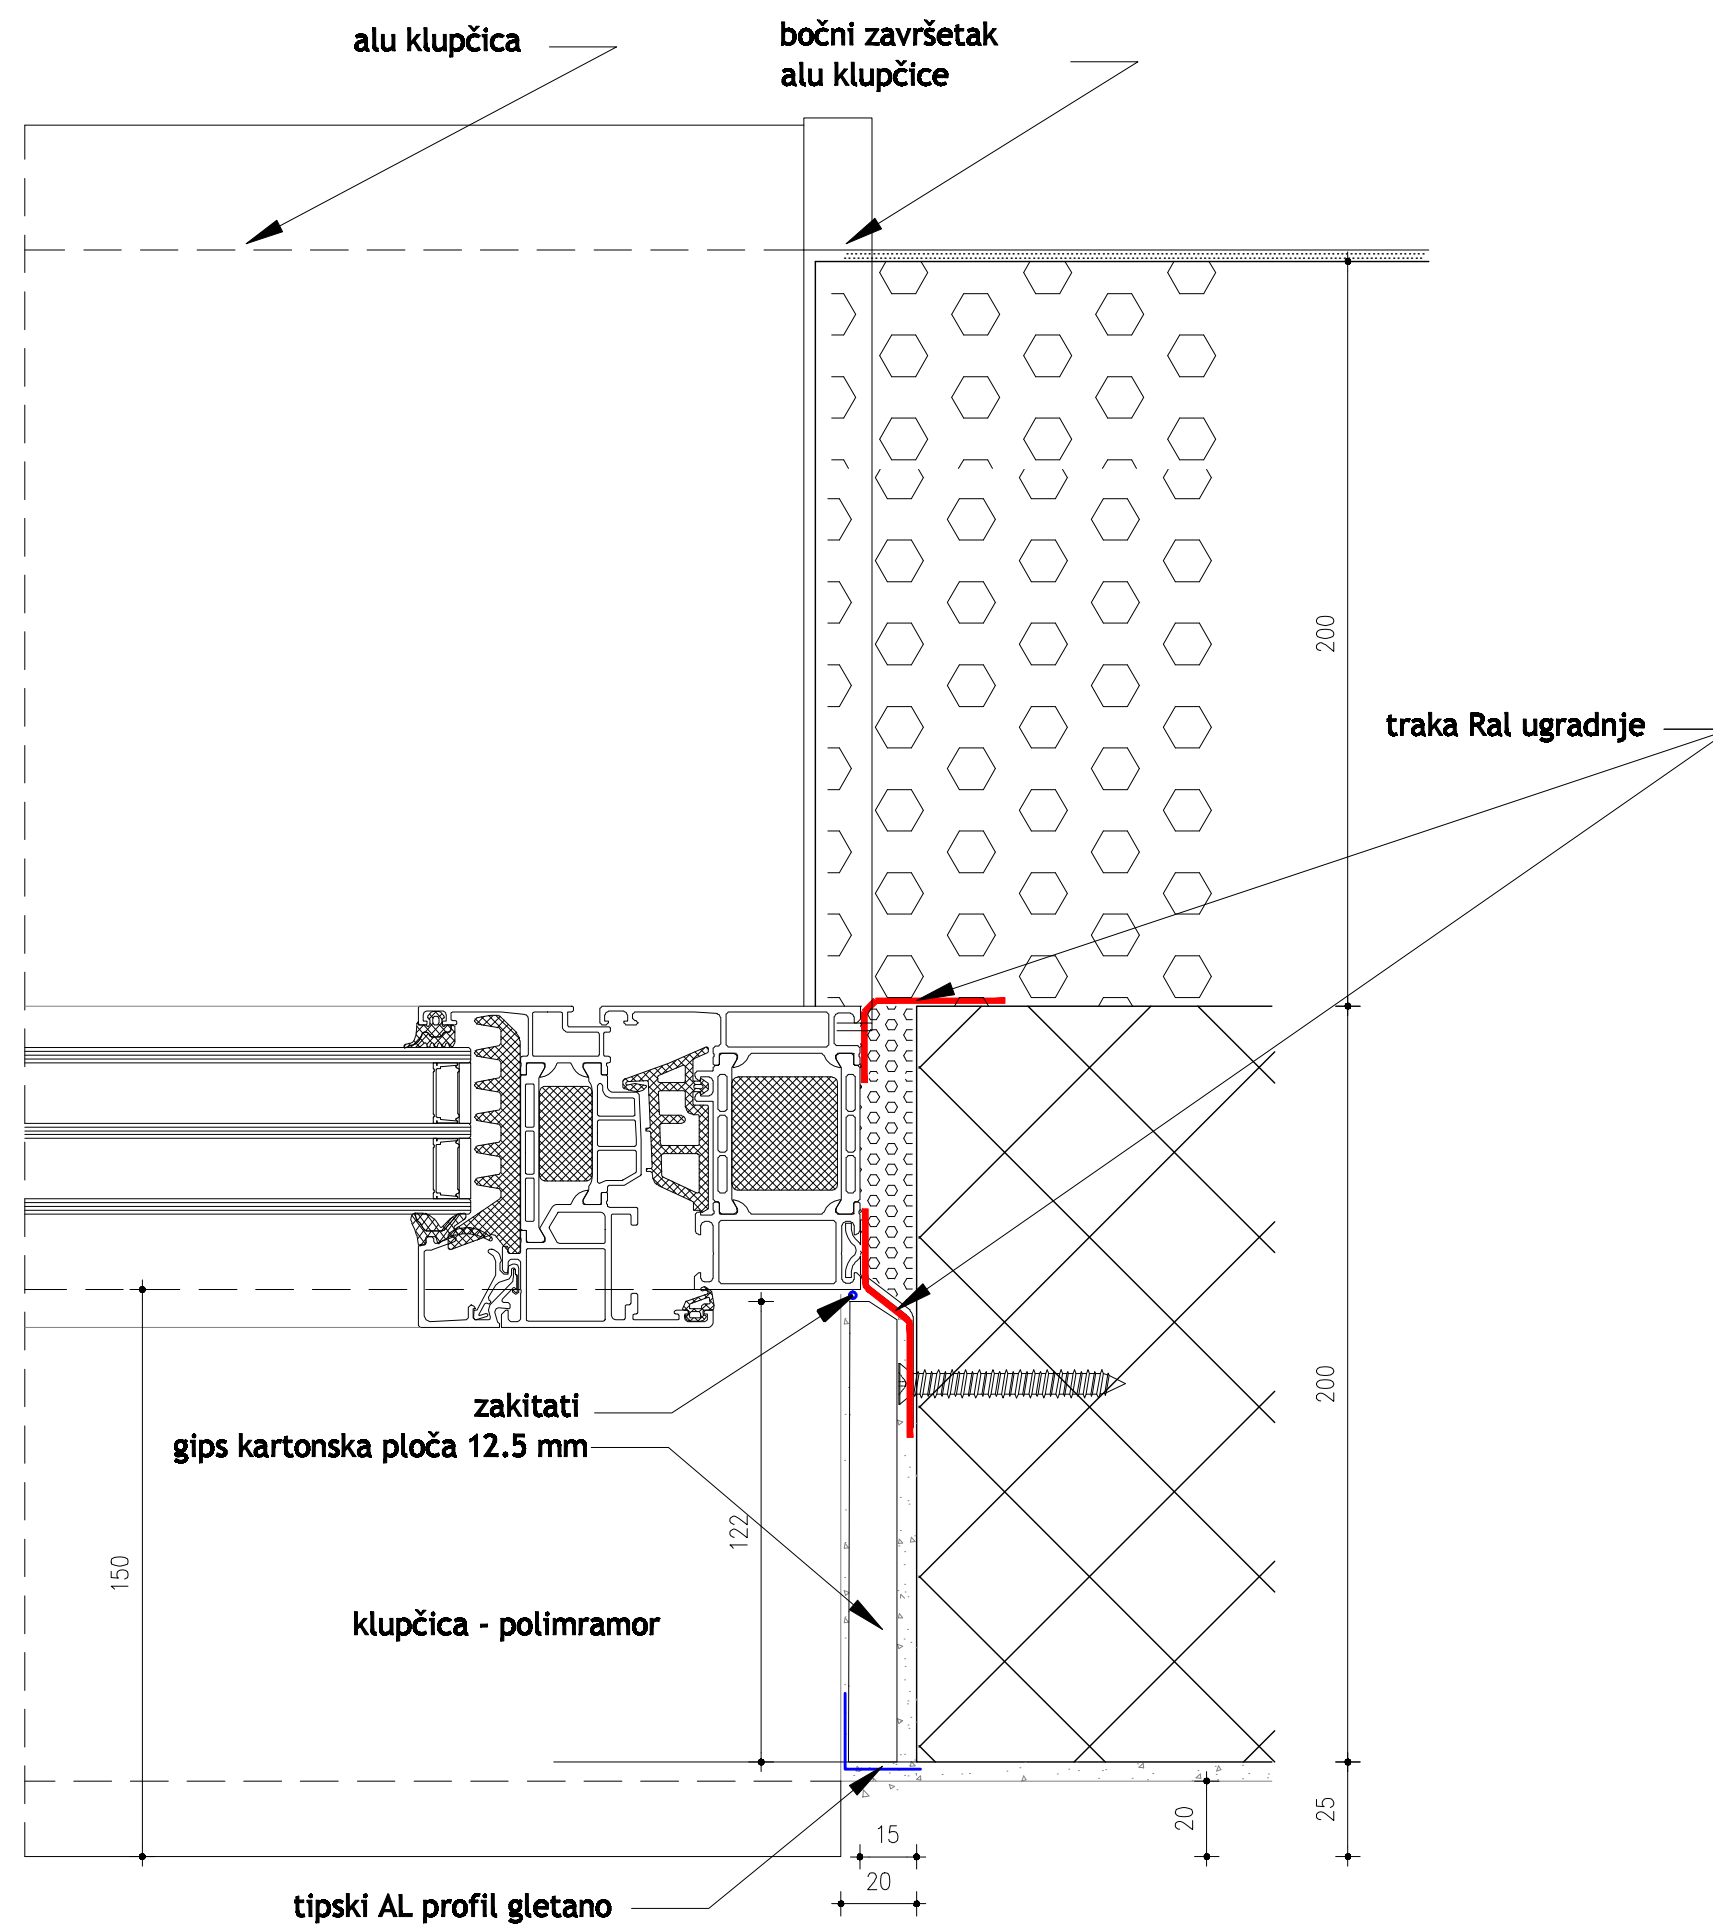 alu klupčica
bočni završetak
alu klupčice
200
traka Ral ugradnje
200
zakitati
gips kartonska ploča 12.5 mm
122
150
klupčica - polimramor
20
25
15
20
tipski AL profil gletano